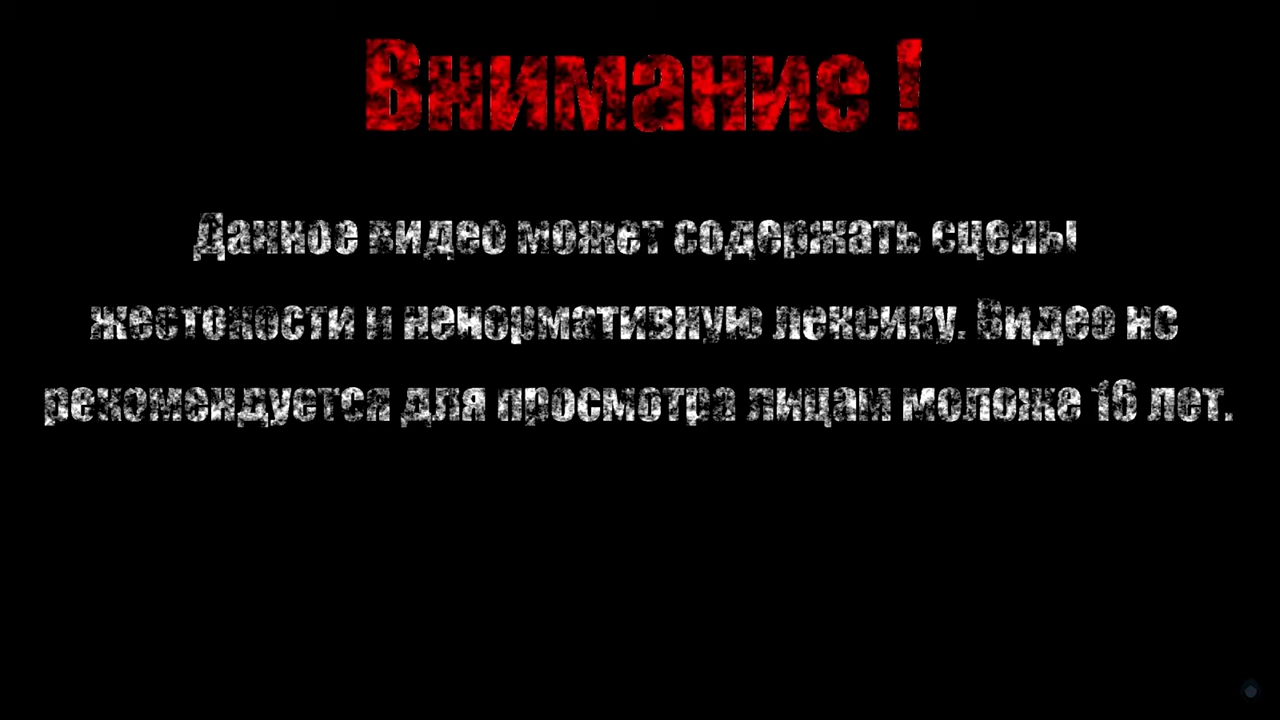 Внимание !
Данное видео может содержать сцены
жестокости и ненормативную лексику. Видео не
рекомендуется для просмотра лицам моложе 16 лет.